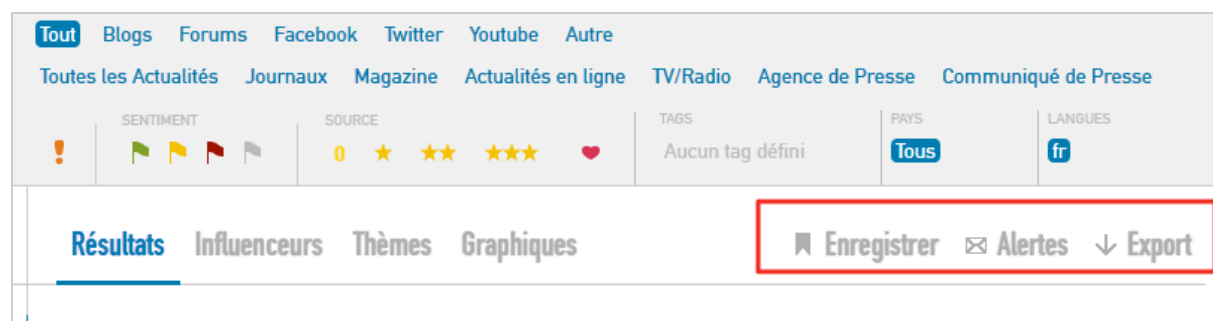 Tout Blogs Forums Facebook Twitter Youtube Autre
Toutes les Actualités Journaux Magazine Actualités en ligne TV/Radio Agence de Presse Communiqué de Presse
SENTIMENT SOURCE TAGS PAYS LANGUES
! 0 Aucun tag défini Tous fr
Résultats Influenceurs Thèmes Graphiques Enregistrer Alertes Export